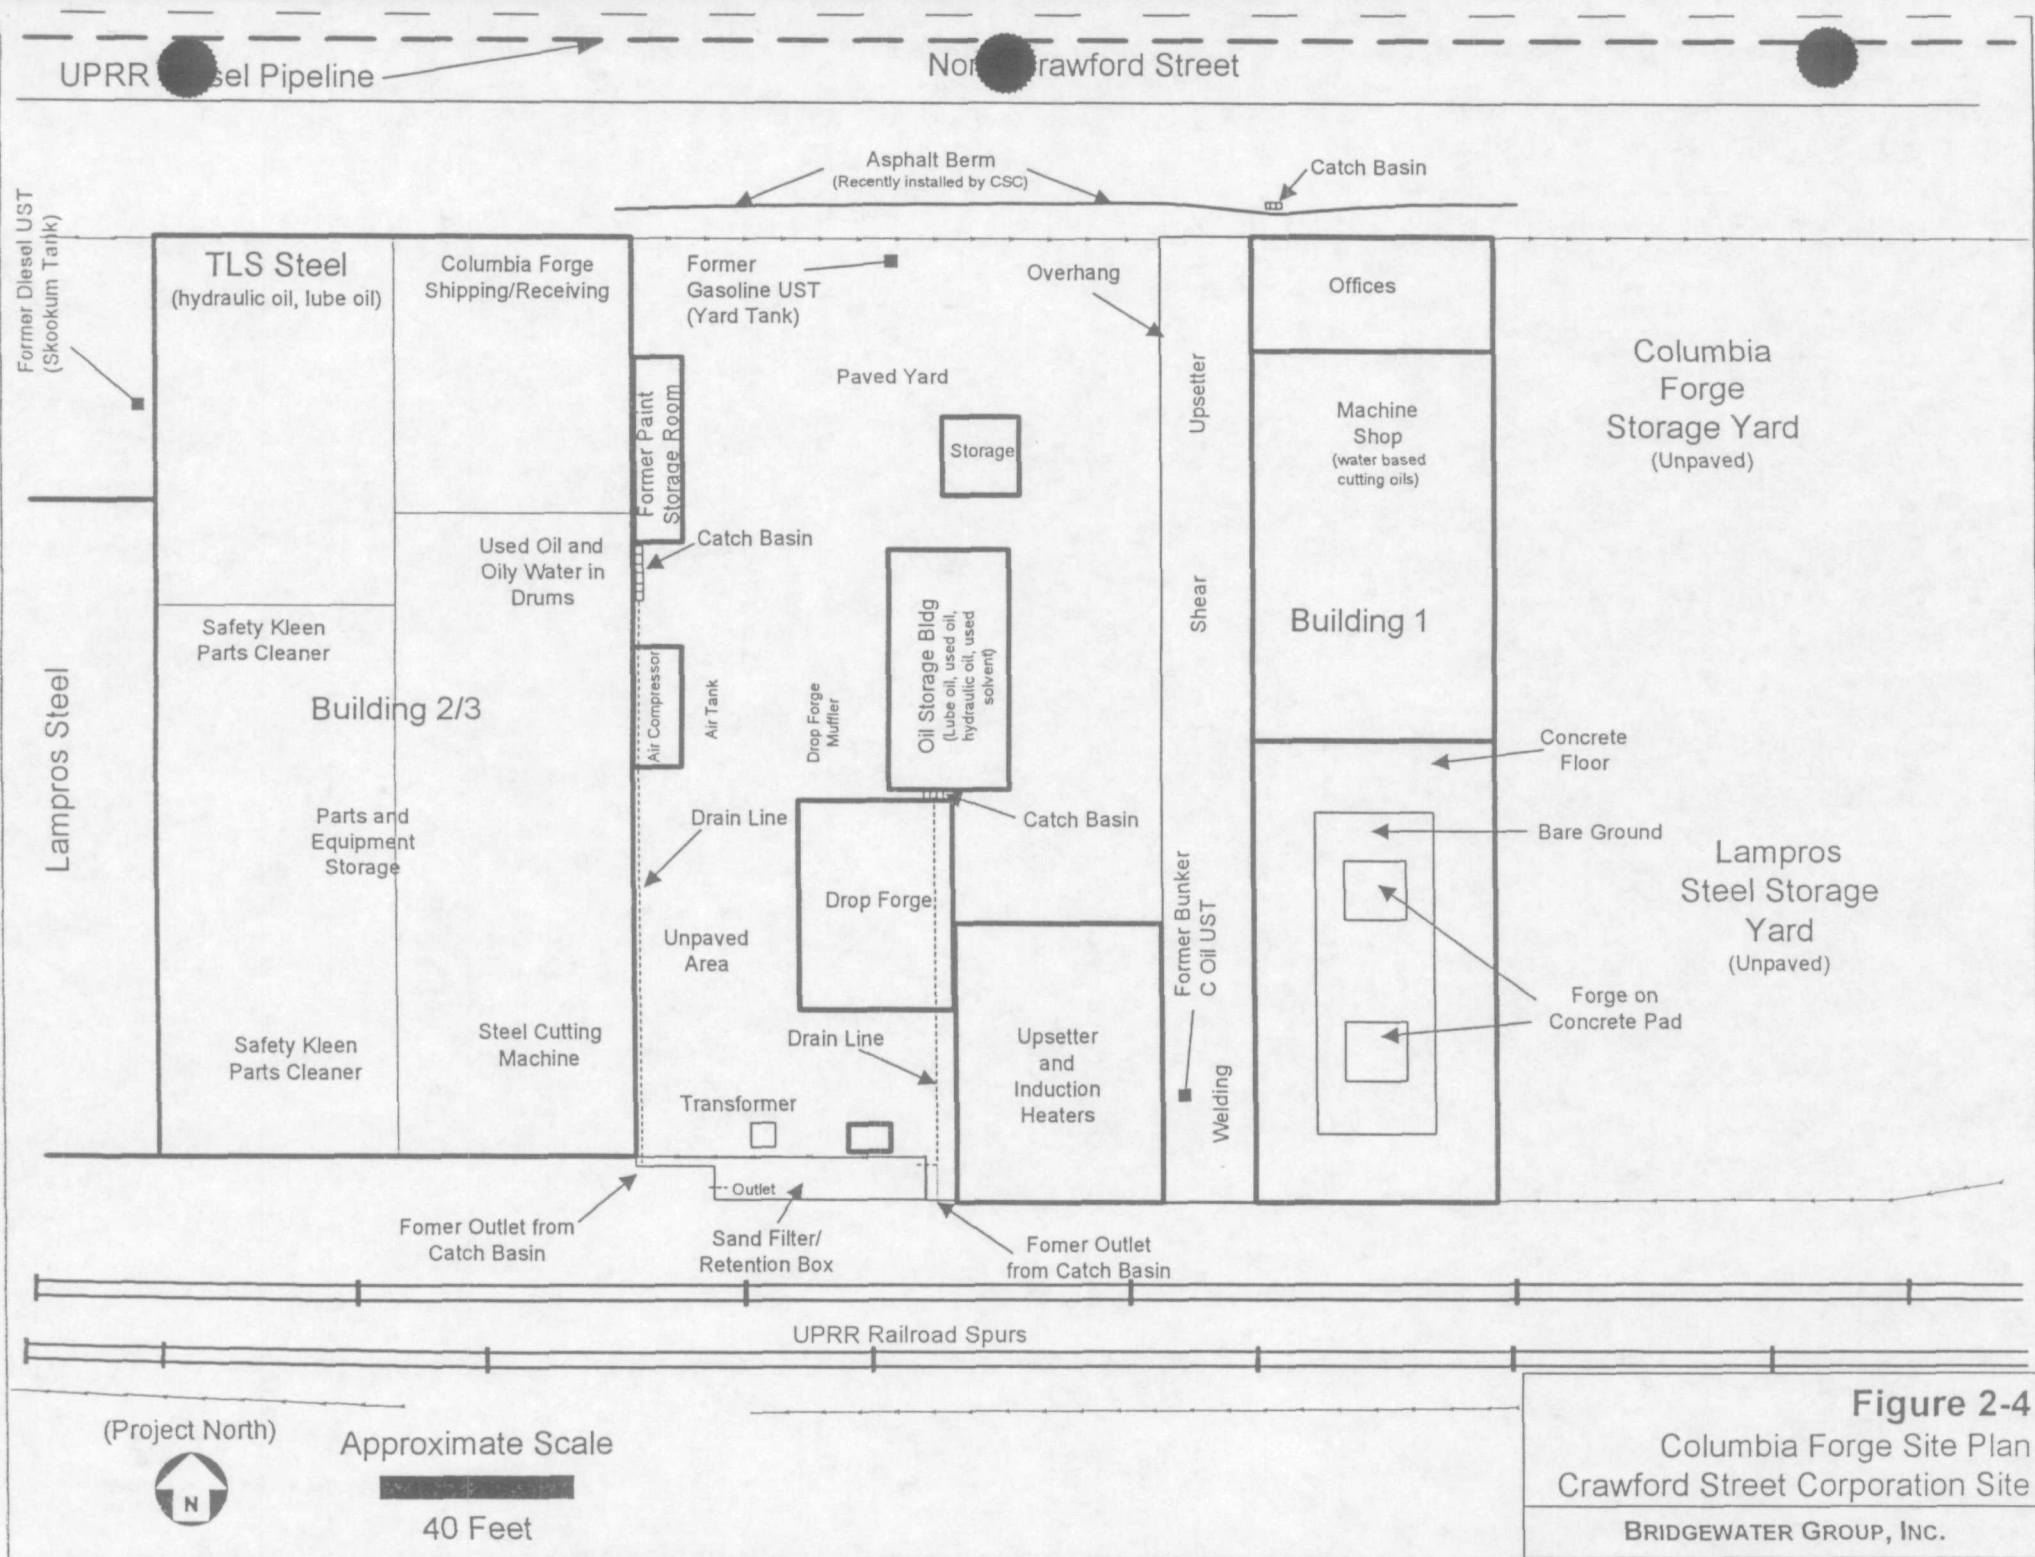 UPRR sel Pipeline
Nor rawford Street
Asphalt Berm
(Recently installed by CSC)
Catch Basin
Former Diesel UST
(Skookum Tank)
TLS Steel
(hydraulic oil, lube oil)
Columbia Forge
Shipping/Receiving
Former
Gasoline UST
(Yard Tank)
Overhang
Offices
Paved Yard
Upsetter
Columbia
Forge
Storage Yard
(Unpaved)
Former Paint
Storage Room
Storage
Machine
Shop
(water based
cutting oils)
Catch Basin
Used Oil and
Oily Water in
Drums
Shear
Building 1
Oil Storage Bldg
(Lube oil, used oil,
hydraulic oil, used
solvent)
Safety Kleen
Parts Cleaner
Lampros Steel
Building 2/3
Air Compressor
Air Tank
Drop Forge
Muffler
Concrete
Floor
Parts and
Equipment
Storage
Drain Line
Catch Basin
Bare Ground
Lampros
Steel Storage
Yard
(Unpaved)
Drop Forge
Former Bunker
C Oil UST
Unpaved
Area
Forge on
Concrete Pad
Safety Kleen
Parts Cleaner
Steel Cutting
Machine
Drain Line
Upsetter
and
Induction
Heaters
Welding
Transformer
Outlet
Fomer Outlet from
Catch Basin
Sand Filter/
Retention Box
Fomer Outlet
from Catch Basin
UPRR Railroad Spurs
(Project North)
N
Approximate Scale
40 Feet
Figure 2-4
Columbia Forge Site Plan
Crawford Street Corporation Site
BRIDGEWATER GROUP, INC.